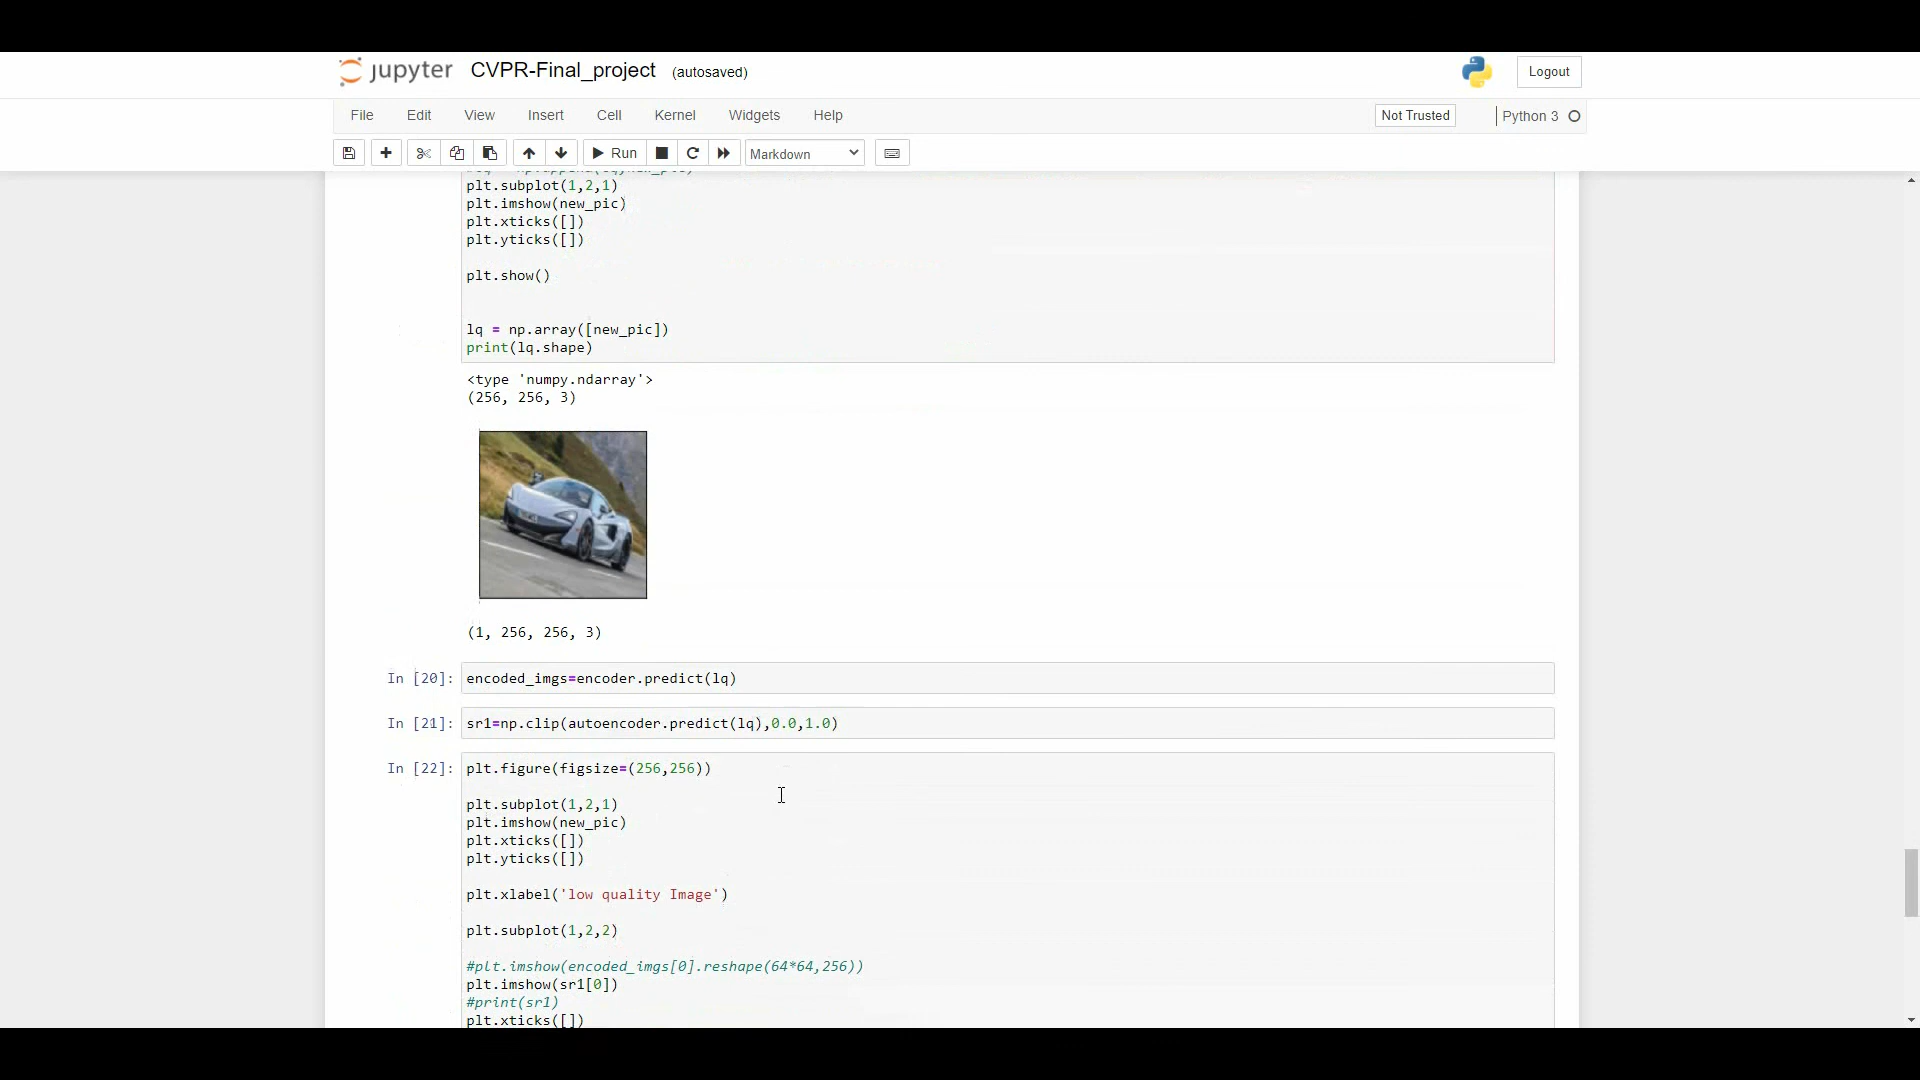 jupyter CVPR-Final_project (autosaved) Logout
File Edit View Insert Cell Kernel Widgets Help Not Trusted Python 3
Run Markdown
plt.subplot(1,2,1)
plt.imshow(new_pic)
plt.xticks([])
plt.yticks([])
plt.show()
lq = np.array([new_pic])
print(lq.shape)
<type 'numpy.ndarray'>
(256, 256, 3)
(1, 256, 256, 3)
In [20]: encoded_imgs=encoder.predict(lq)
In [21]: sr1=np.clip(autoencoder.predict(lq),0.0,1.0)
In [22]: plt.figure(figsize=(256,256))
plt.subplot(1,2,1)
plt.imshow(new_pic)
plt.xticks([])
plt.yticks([])
plt.xlabel('low quality Image')
plt.subplot(1,2,2)
#plt.imshow(encoded_imgs[0].reshape(64*64,256))
plt.imshow(sr1[0])
#print(sr1)
plt.xticks([])